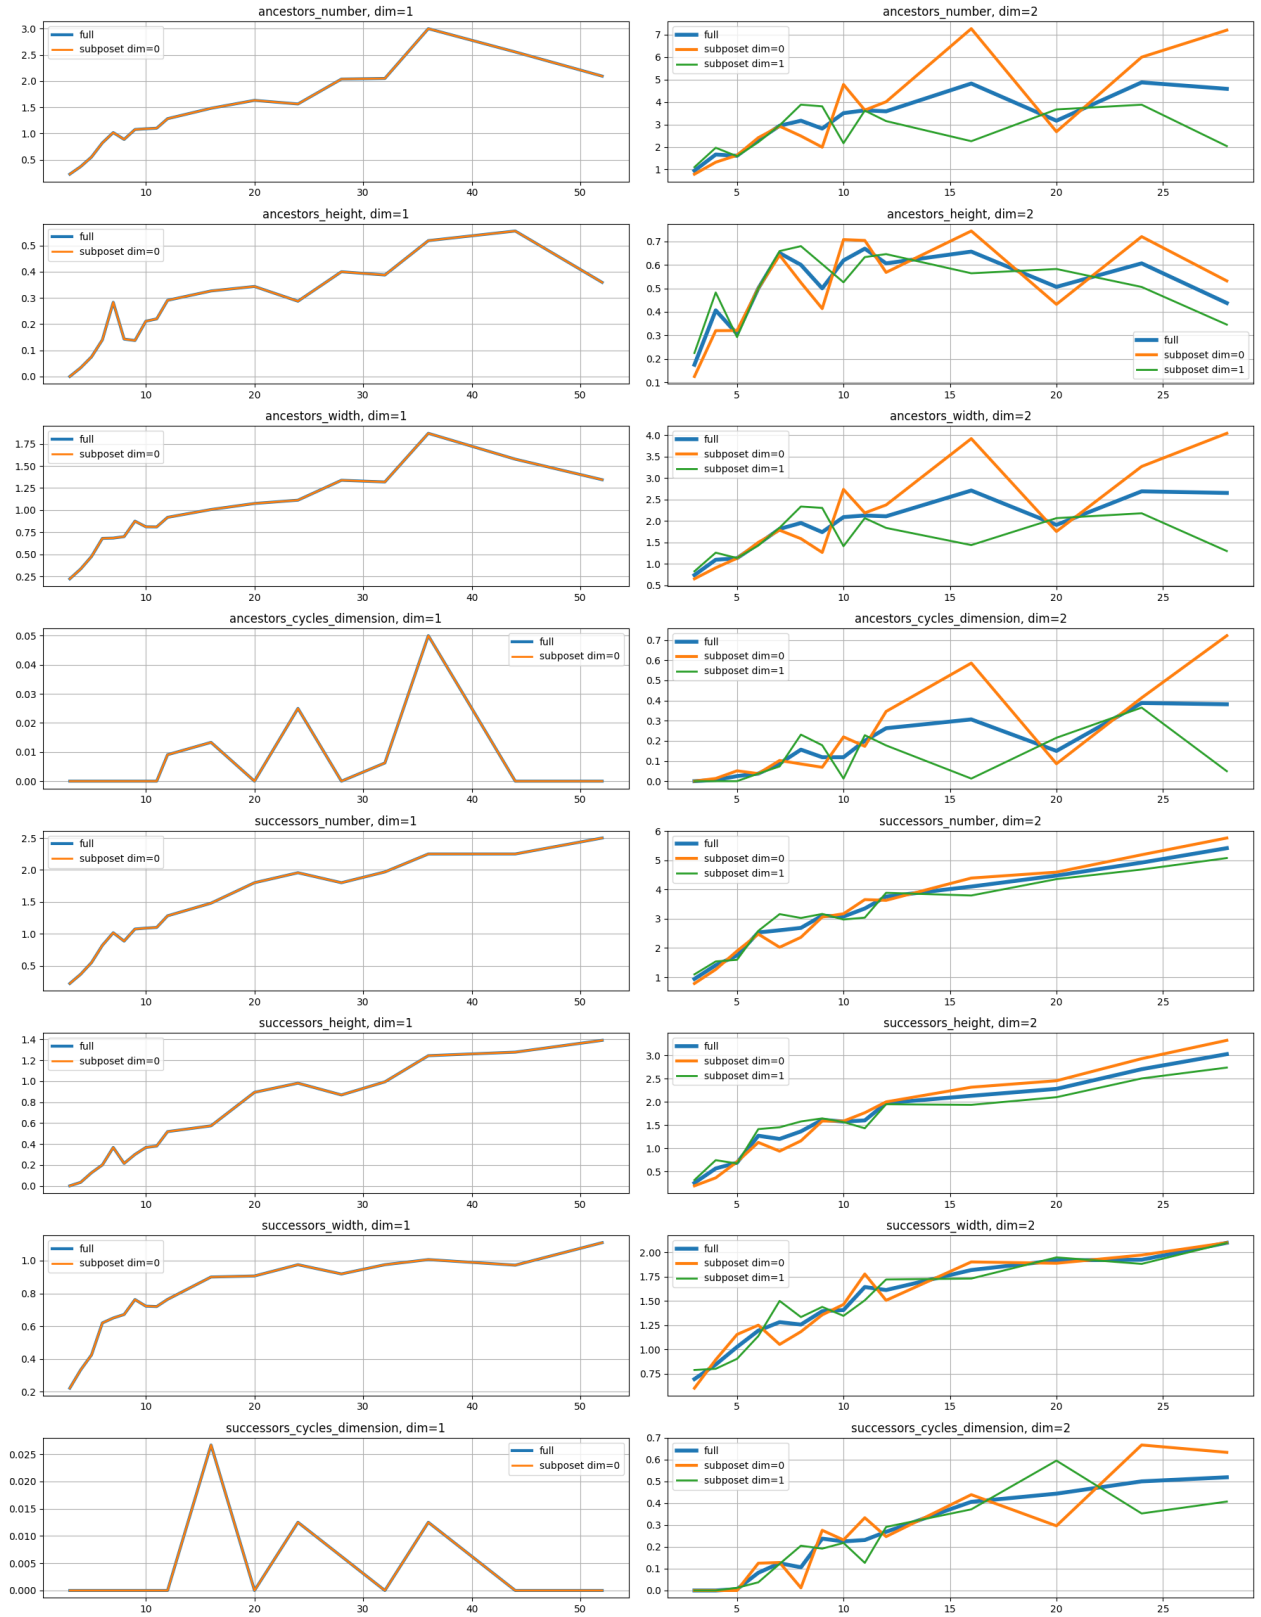 ancestors_number, dim=1
full
subposet dim=0
3.0
2.5
2.0
1.5
1.0
0.5
10 20 30 40 50
ancestors_number, dim=2
full
subposet dim=0
subposet dim=1
7
6
5
4
3
2
1
5 10 15 20 25
ancestors_height, dim=1
full
subposet dim=0
0.5
0.4
0.3
0.2
0.1
0.0
10 20 30 40 50
ancestors_height, dim=2
0.7
0.6
0.5
0.4
0.3
0.2
0.1
full
subposet dim=0
subposet dim=1
5 10 15 20 25
ancestors_width, dim=1
full
subposet dim=0
1.75
1.50
1.25
1.00
0.75
0.50
0.25
10 20 30 40 50
ancestors_width, dim=2
full
subposet dim=0
subposet dim=1
4.0
3.5
3.0
2.5
2.0
1.5
1.0
0.5
5 10 15 20 25
ancestors_cycles_dimension, dim=1
full
subposet dim=0
0.05
0.04
0.03
0.02
0.01
0.00
10 20 30 40 50
ancestors_cycles_dimension, dim=2
full
subposet dim=0
subposet dim=1
0.7
0.6
0.5
0.4
0.3
0.2
0.1
0.0
5 10 15 20 25
successors_number, dim=1
full
subposet dim=0
2.5
2.0
1.5
1.0
0.5
10 20 30 40 50
successors_number, dim=2
full
subposet dim=0
subposet dim=1
6
5
4
3
2
1
5 10 15 20 25
successors_height, dim=1
full
subposet dim=0
1.4
1.2
1.0
0.8
0.6
0.4
0.2
0.0
10 20 30 40 50
successors_height, dim=2
full
subposet dim=0
subposet dim=1
3.0
2.5
2.0
1.5
1.0
0.5
5 10 15 20 25
successors_width, dim=1
full
subposet dim=0
1.0
0.8
0.6
0.4
0.2
10 20 30 40 50
successors_width, dim=2
full
subposet dim=0
subposet dim=1
2.00
1.75
1.50
1.25
1.00
0.75
5 10 15 20 25
successors_cycles_dimension, dim=1
full
subposet dim=0
0.025
0.020
0.015
0.010
0.005
0.000
10 20 30 40 50
successors_cycles_dimension, dim=2
full
subposet dim=0
subposet dim=1
0.7
0.6
0.5
0.4
0.3
0.2
0.1
0.0
5 10 15 20 25